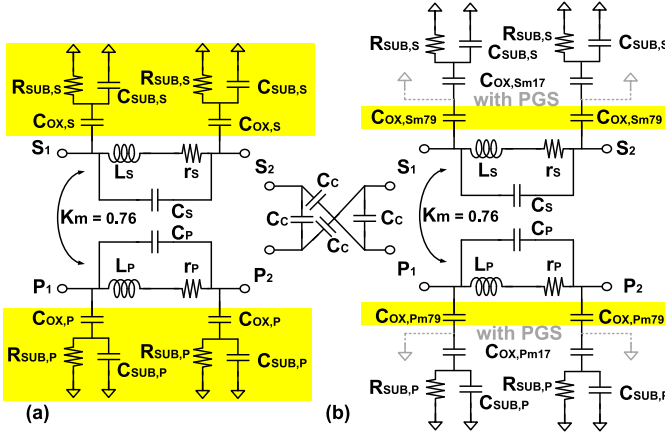 RSUB,S
CSUB,S
RSUB,S
CSUB,S
COX,S
COX,S
S1
S2
LS
rS
CS
Km = 0.76
CP
LP
rP
P1
P2
COX,P
COX,P
RSUB,P
CSUB,P
RSUB,P
CSUB,P
(a)
CC
CC
CC
CC
RSUB,S
CSUB,S
RSUB,S
CSUB,S
COX,Sm17
with PGS
COX,Sm79
COX,Sm79
S1
S2
LS
rS
CS
Km = 0.76
CP
LP
rP
P1
P2
COX,Pm79
COX,Pm79
with PGS
COX,Pm17
RSUB,P
CSUB,P
RSUB,P
CSUB,P
(b)